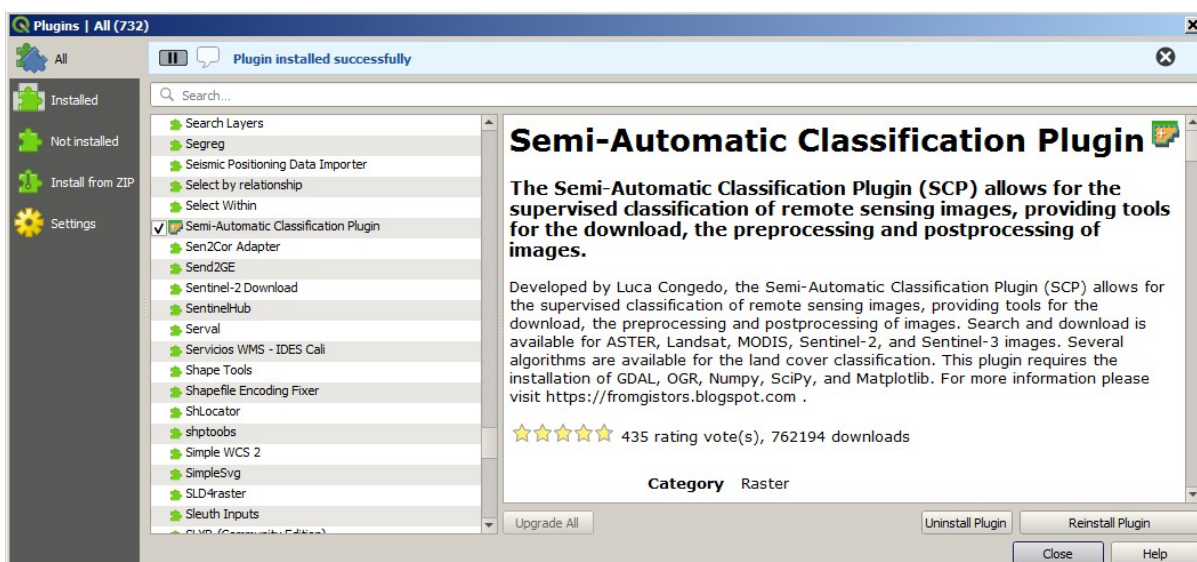 Plugins | All (732)
All
Installed
Not installed
Install from ZIP
Settings
Plugin installed successfully
Search...
Search Layers
Segreg
Seismic Positioning Data Importer
Select by relationship
Select Within
Semi-Automatic Classification Plugin
Sen2Cor Adapter
Send2GE
Sentinel-2 Download
SentinelHub
Serval
Servicios WMS - IDES Cali
Shape Tools
Shapefile Encoding Fixer
ShLocator
shptoobs
Simple WCS 2
SimpleSvg
SLD4raster
Sleuth Inputs
SLYR (Community Edition)
Semi-Automatic Classification Plugin
The Semi-Automatic Classification Plugin (SCP) allows for the
supervised classification of remote sensing images, providing tools
for the download, the preprocessing and postprocessing of
images.
Developed by Luca Congedo, the Semi-Automatic Classification Plugin (SCP) allows for
the supervised classification of remote sensing images, providing tools for the
download, the preprocessing and postprocessing of images. Search and download is
available for ASTER, Landsat, MODIS, Sentinel-2, and Sentinel-3 images. Several
algorithms are available for the land cover classification. This plugin requires the
installation of GDAL, OGR, Numpy, SciPy, and Matplotlib. For more information please
visit https://fromgistors.blogspot.com .
435 rating vote(s), 762194 downloads
Category Raster
Upgrade All
Uninstall Plugin
Reinstall Plugin
Close
Help